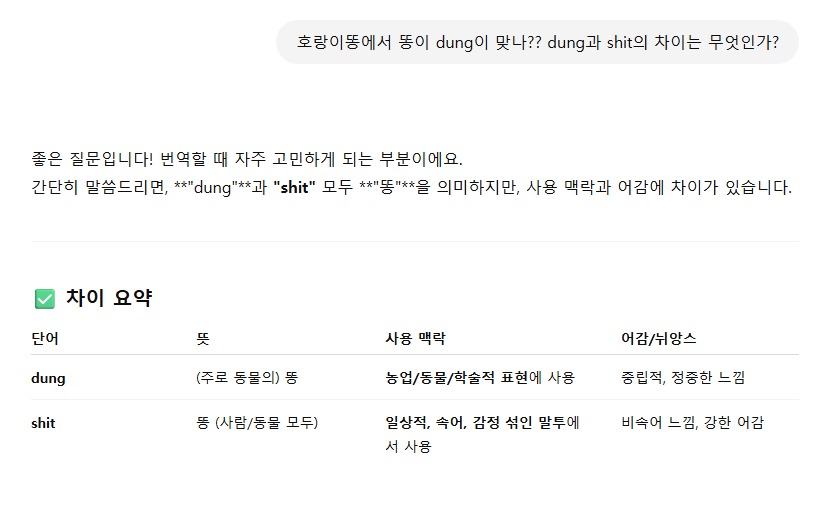 호랑이똥에서 똥이 dung이 맞나?? dung과 shit의 차이는 무엇인가?
좋은 질문입니다! 번역할 때 자주 고민하게 되는 부분이에요.
간단히 말씀드리면, **"dung"**과 "shit" 모두 **"똥"**을 의미하지만, 사용 맥락과 어감에 차이가 있습니다.
✅ 차이 요약
단어 뜻 사용 맥락 어감/뉘앙스
dung (주로 동물의) 똥 농업/동물/학술적 표현에 사용 중립적, 정중한 느낌
shit 똥 (사람/동물 모두) 일상적, 속어, 감정 섞인 말투에 비속어 느낌, 강한 어감
서 사용